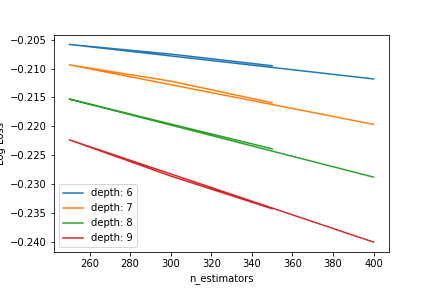 −0.205
−0.210
−0.215
−0.220
−0.225
−0.230
−0.235
−0.240
Log Loss
depth: 6
depth: 7
depth: 8
depth: 9
260 280 300 320 340 360 380 400
n_estimators